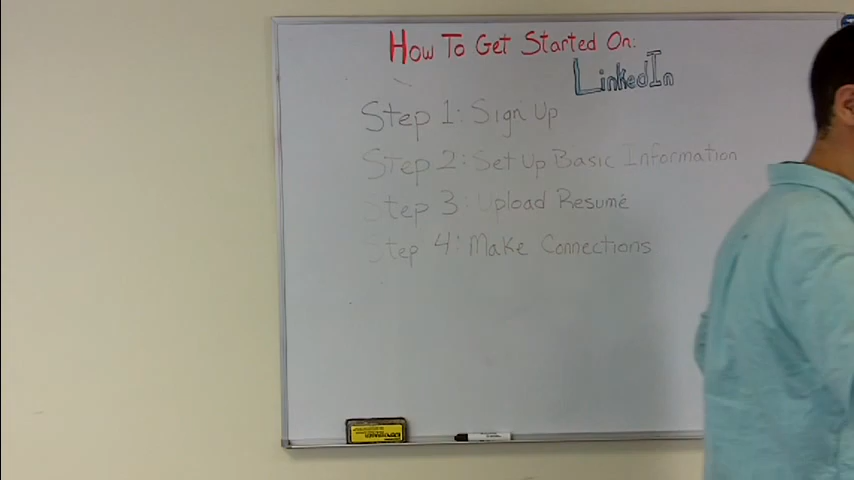 How To Get Started On:
LinkedIn
Step 1: Sign Up
Step 2: Set Up Basic Information
Step 3: Upload Resumé
Step 4: Make Connections